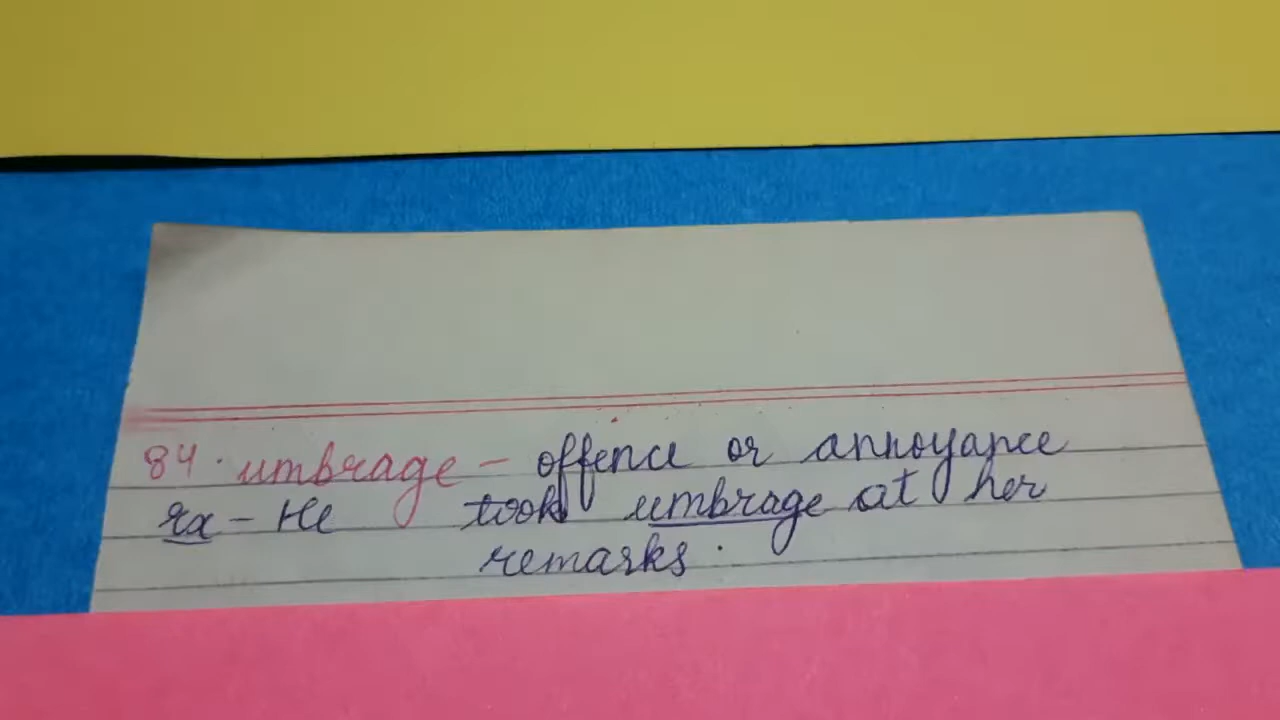 84. umbrage - offence or annoyance
Ex - He took umbrage at her
remarks.